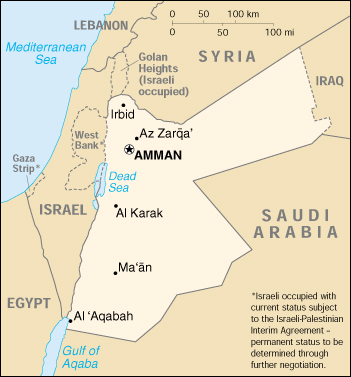 0 50 100 km
0 50 100 mi
LEBANON
Mediterranean
Sea
SYRIA
Golan
Heights
(Israeli
occupied)
IRAQ
Irbid
Az Zarqa'
West
Bank*
AMMAN
Gaza
Strip*
Dead
Sea
ISRAEL
Al Karak
SAUDI
ARABIA
Ma'ān
EGYPT
Al 'Aqabah
Gulf of
Aqaba
*Israeli occupied with
current status subject
to the Israeli-Palestinian
Interim Agreement –
permanent status to be
determined through
further negotiation.